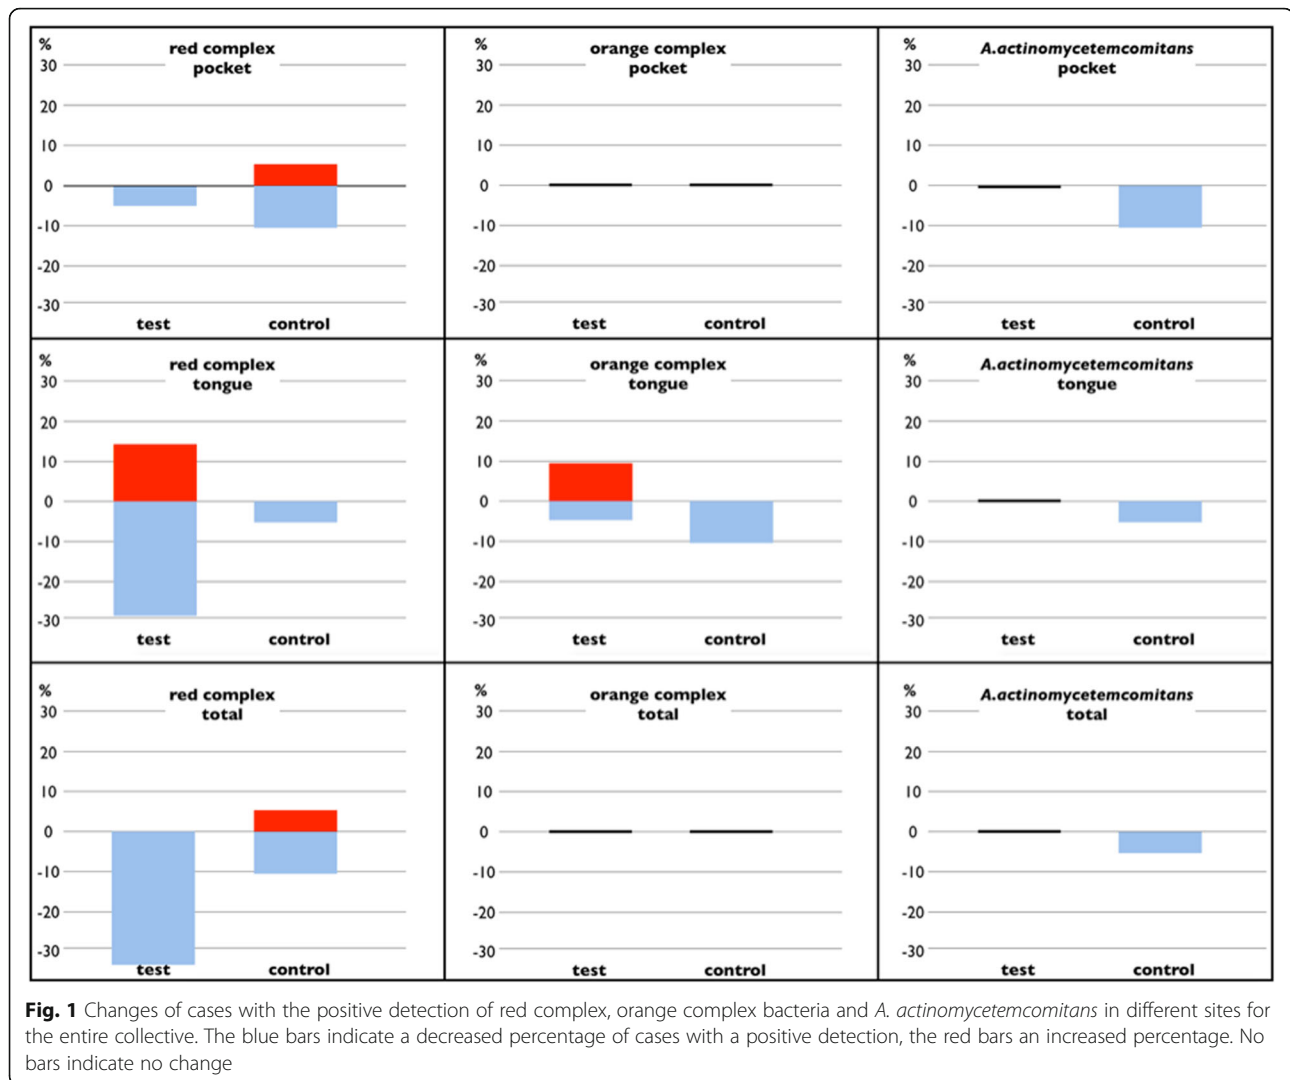 %
red complex
pocket
30
20
10
0
-10
-20
-30
test control
orange complex
pocket
%
30
20
10
0
-10
-20
-30
test control
A.actinomycetemcomitans
pocket
%
30
20
10
0
-10
-20
-30
test control
%
red complex
tongue
30
20
10
0
-10
-20
-30
test control
%
orange complex
tongue
30
20
10
0
-10
-20
-30
test control
%
A.actinomycetemcomitans
tongue
30
20
10
0
-10
-20
-30
test control
%
red complex
total
30
20
10
0
-10
-20
-30
test control
%
orange complex
total
30
20
10
0
-10
-20
-30
test control
%
A.actinomycetemcomitans
total
30
20
10
0
-10
-20
-30
test control
Fig. 1 Changes of cases with the positive detection of red complex, orange complex bacteria and A. actinomycetemcomitans in different sites for
the entire collective. The blue bars indicate a decreased percentage of cases with a positive detection, the red bars an increased percentage. No
bars indicate no change